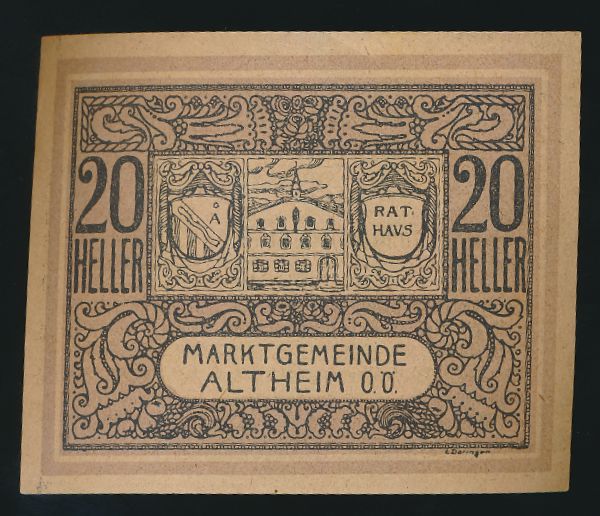 20
HELLER
A
RAT
HAVS
20
HELLER
MARKTGEMEINDE
ALTHEIM O.Ö.